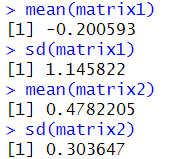 > mean(matrix1)
[1] -0.200593
> sd(matrix1)
[1] 1.145822
> mean(matrix2)
[1] 0.4782205
> sd(matrix2)
[1] 0.303647